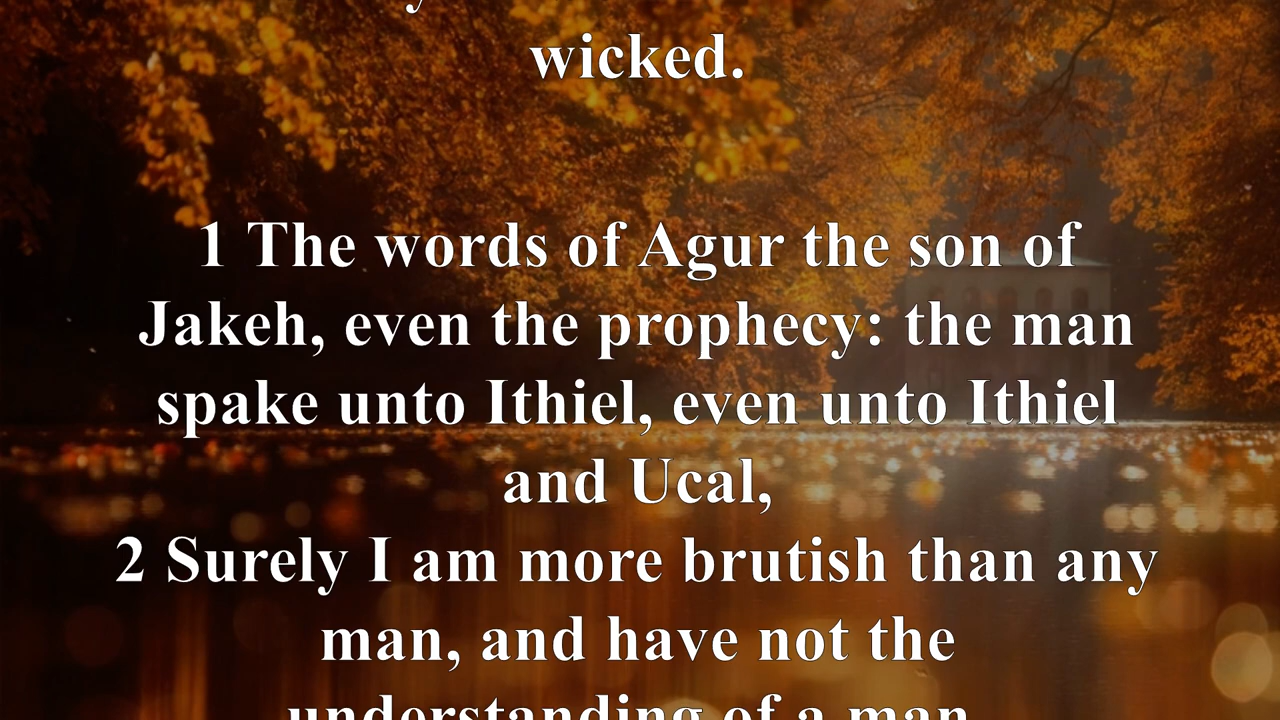 wicked.
1 The words of Agur the son of
Jakeh, even the prophecy: the man
spake unto Ithiel, even unto Ithiel
and Ucal,
2 Surely I am more brutish than any
man, and have not the
understanding of a man